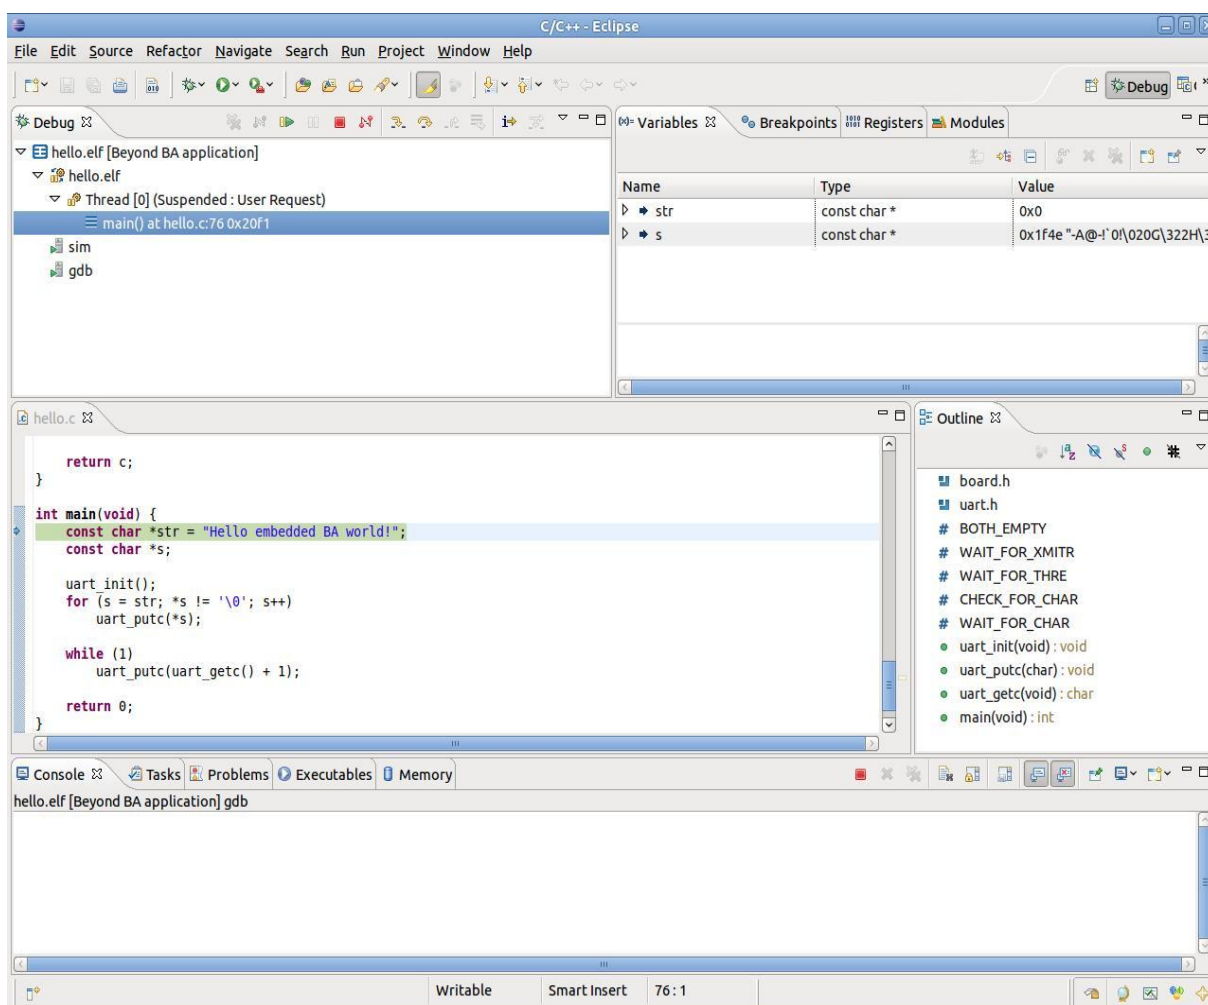 C/C++ - Eclipse
File Edit Source Refactor Navigate Search Run Project Window Help
Debug
Debug
hello.elf [Beyond BA application]
hello.elf
Thread [0] (Suspended : User Request)
main() at hello.c:76 0x20f1
sim
gdb
(x)= Variables Breakpoints Registers Modules
Name Type Value
str const char * 0x0
s const char * 0x1f4e "-A@-!`0!\020G\322H\3
hello.c
return c;
}
int main(void) {
const char *str = "Hello embedded BA world!";
const char *s;
uart_init();
for (s = str; *s != '\0'; s++)
uart_putc(*s);
while (1)
uart_putc(uart_getc() + 1);
return 0;
}
Outline
board.h
uart.h
# BOTH_EMPTY
# WAIT_FOR_XMITR
# WAIT_FOR_THRE
# CHECK_FOR_CHAR
# WAIT_FOR_CHAR
uart_init(void) : void
uart_putc(char) : void
uart_getc(void) : char
main(void) : int
Console Tasks Problems Executables Memory
hello.elf [Beyond BA application] gdb
Writable Smart Insert 76 : 1